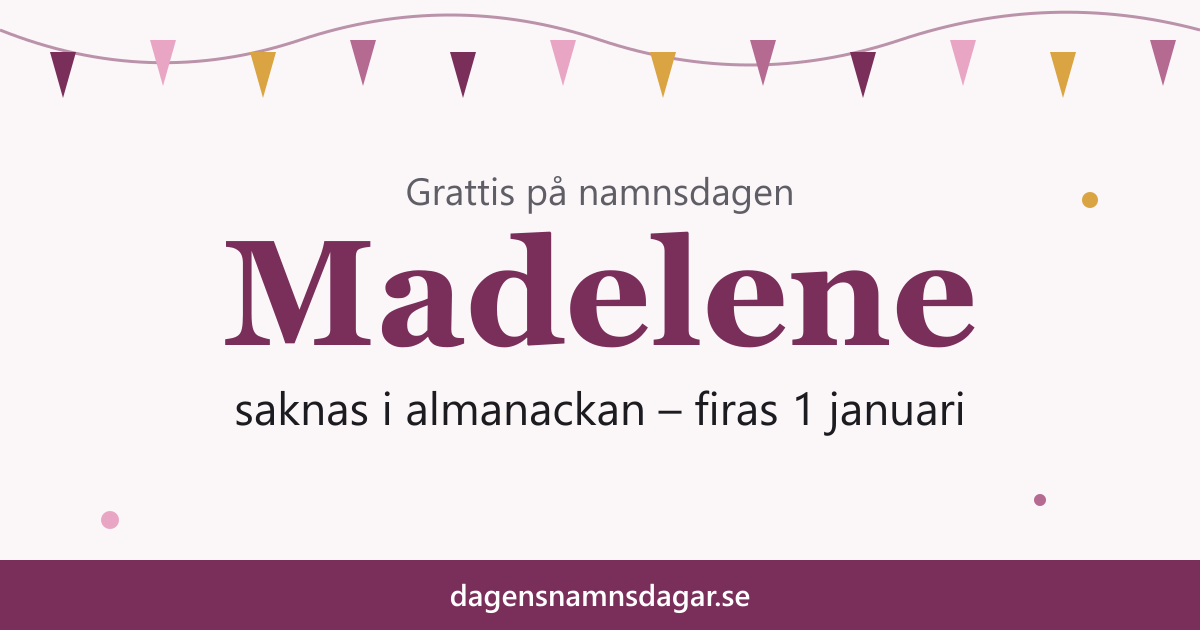 Grattis på namnsdagen
Madelene
saknas i almanackan – firas 1 januari
dagensnamnsdagar.se